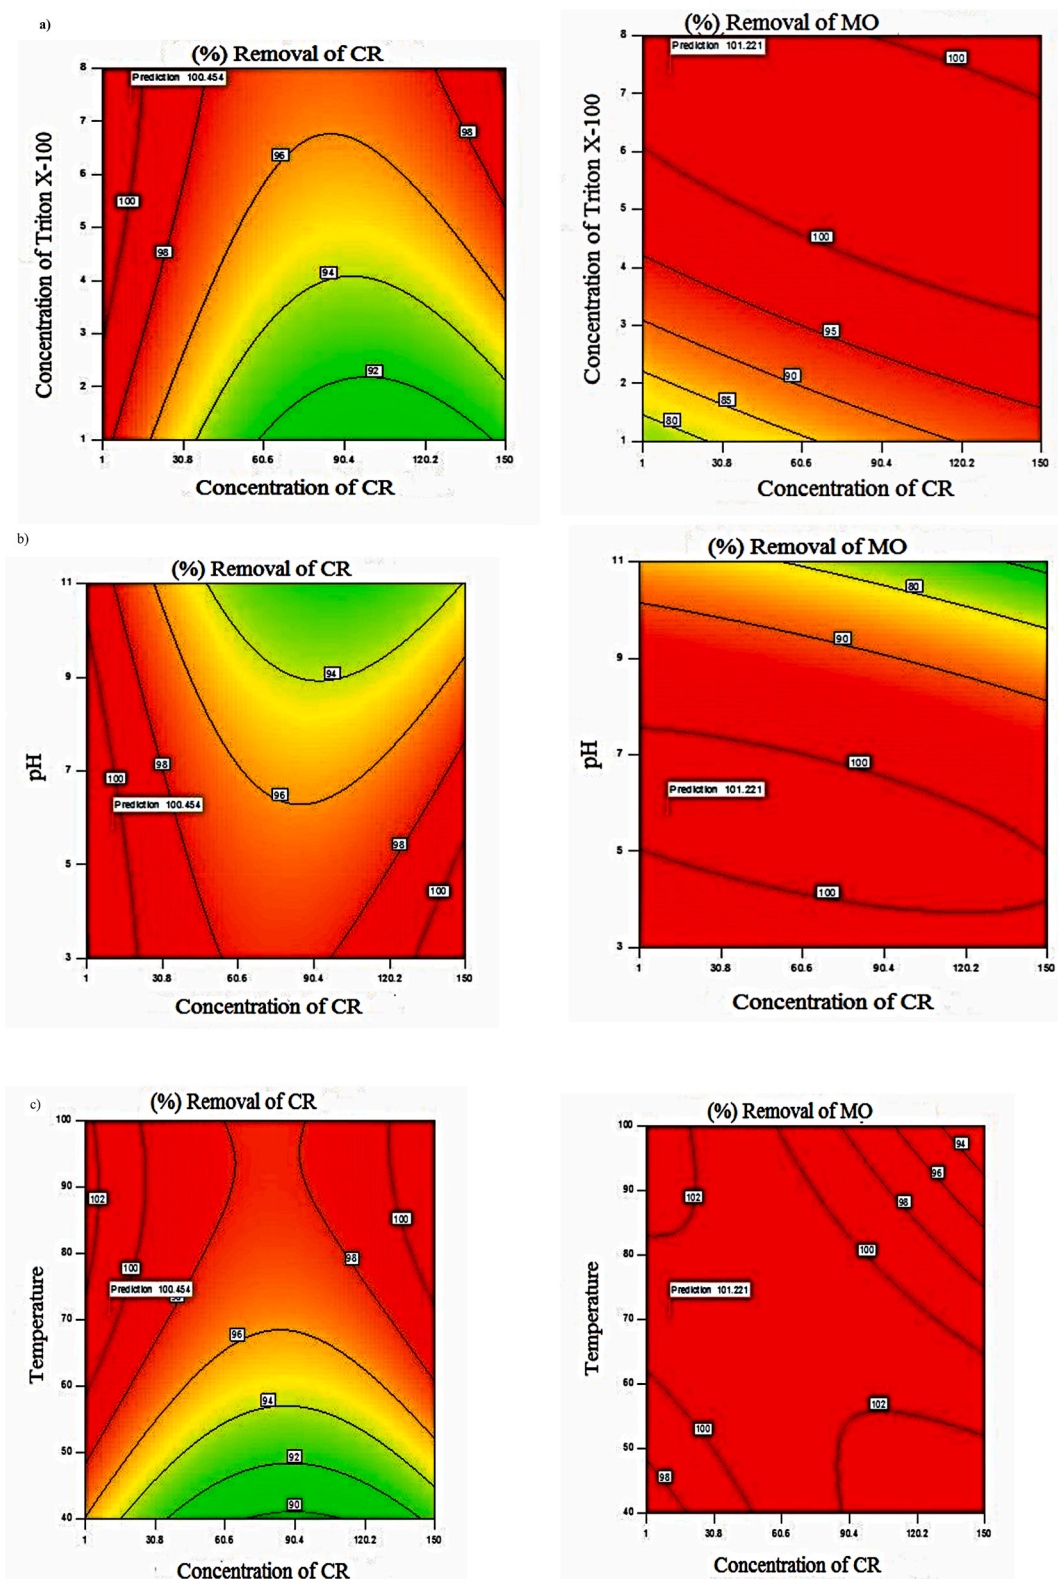 a)
(%) Removal of CR
8
7
6
5
4
3
2
1
Concentration of Triton X-100
Prediction 100.454
100
98
96
98
94
92
1 30.8 60.6 90.4 120.2 150
Concentration of CR
(%) Removal of MO
8
7
6
5
4
3
2
1
Concentration of Triton X-100
Prediction 101.221
100
100
95
90
85
80
1 30.8 60.6 90.4 120.2 150
Concentration of CR
b)
(%) Removal of CR
11
9
7
5
3
pH
94
98
100
96
Prediction 100.454
98
100
1 30.8 60.6 90.4 120.2 150
Concentration of CR
(%) Removal of MO
11
9
7
5
3
pH
80
90
100
Prediction 101.221
100
1 30.8 60.6 90.4 120.2 150
Concentration of CR
c)
(%) Removal of CR
100
90
80
70
60
50
40
Temperature
102
100
98
100
Prediction 100.454
96
94
92
90
1 30.8 60.6 90.4 120.2 150
Concentration of CR
(%) Removal of MO
100
90
80
70
60
50
40
Temperature
94
96
102
98
100
Prediction 101.221
102
100
98
1 30.8 60.6 90.4 120.2 150
Concentration of CR